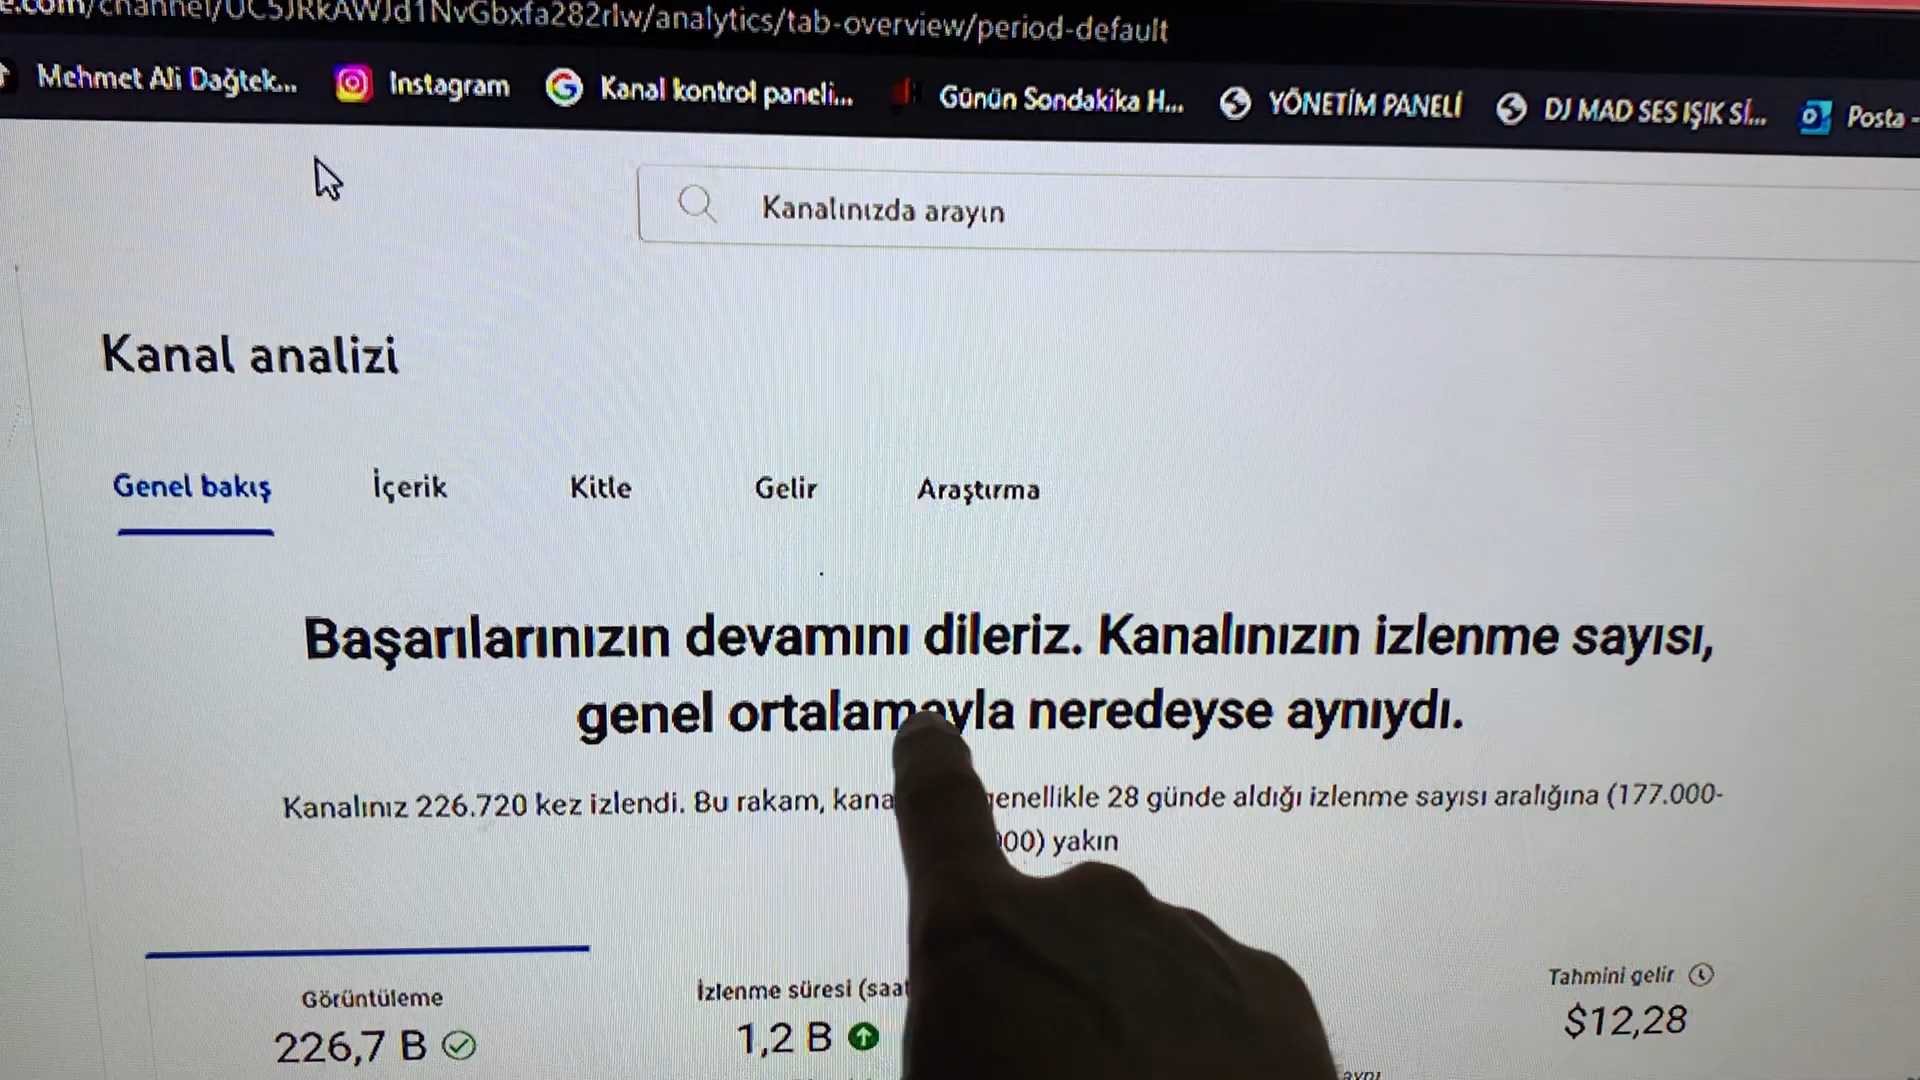 /analytics/tab-overview/period-default
Mehmet Ali Dağtek... Instagram Kanal kontrol paneli... Günün Sondakika H... YÖNETİM PANELİ DJ MAD SES IŞIK Sİ... Posta -
Kanalınızda arayın
Kanal analizi
Genel bakış İçerik Kitle Gelir Araştırma
Başarılarınızın devamını dileriz. Kanalınızın izlenme sayısı,
genel ortalamayla neredeyse aynıydı.
Kanalınız 226.720 kez izlendi. Bu rakam, kana genellikle 28 günde aldığı izlenme sayısı aralığına (177.000-
00) yakın
Görüntüleme İzlenme süresi (saat Tahmini gelir
226,7 B 1,2 B $12,28